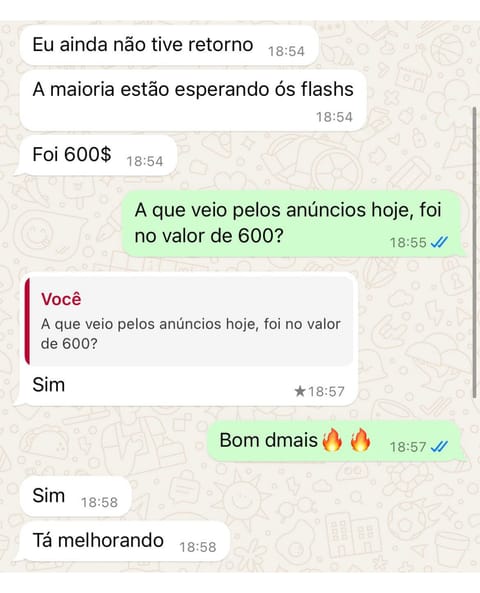 Eu ainda não tive retorno 18:54
A maioria estão esperando ós flashs
18:54
Foi 600$ 18:54
A que veio pelos anúncios hoje, foi
no valor de 600? 18:55
Você
A que veio pelos anúncios hoje, foi no valor
de 600?
Sim ★18:57
Bom dmais🔥🔥 18:57
Sim 18:58
Tá melhorando 18:58